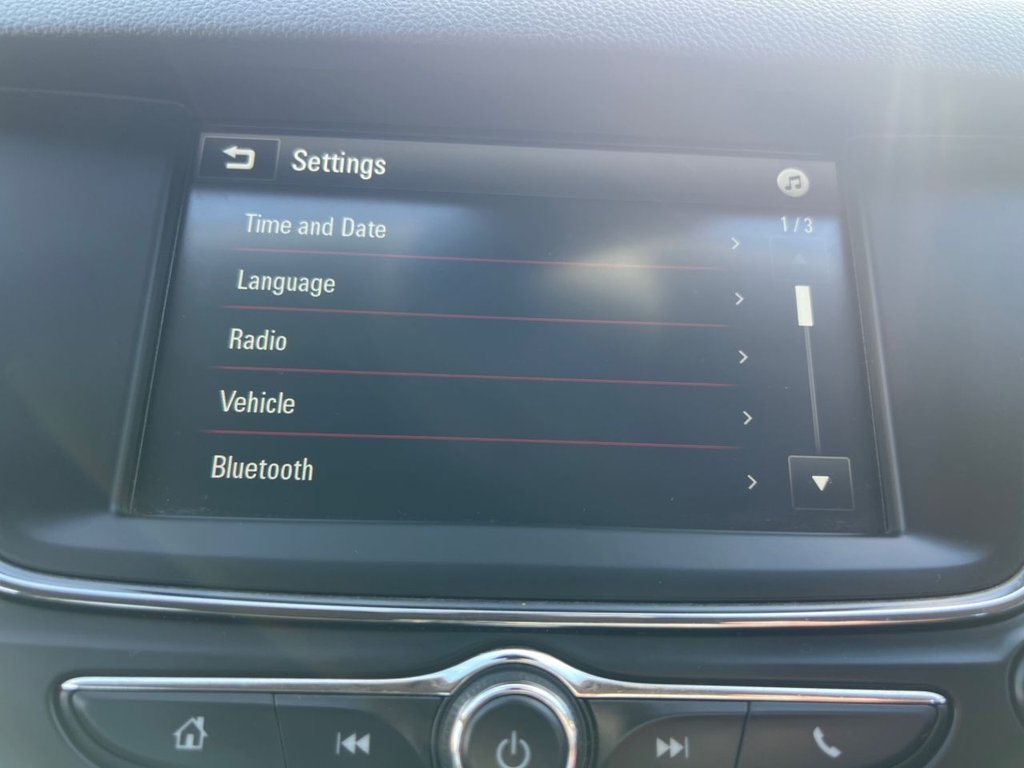 Settings
1/3
Time and Date
Language
Radio
Vehicle
Bluetooth